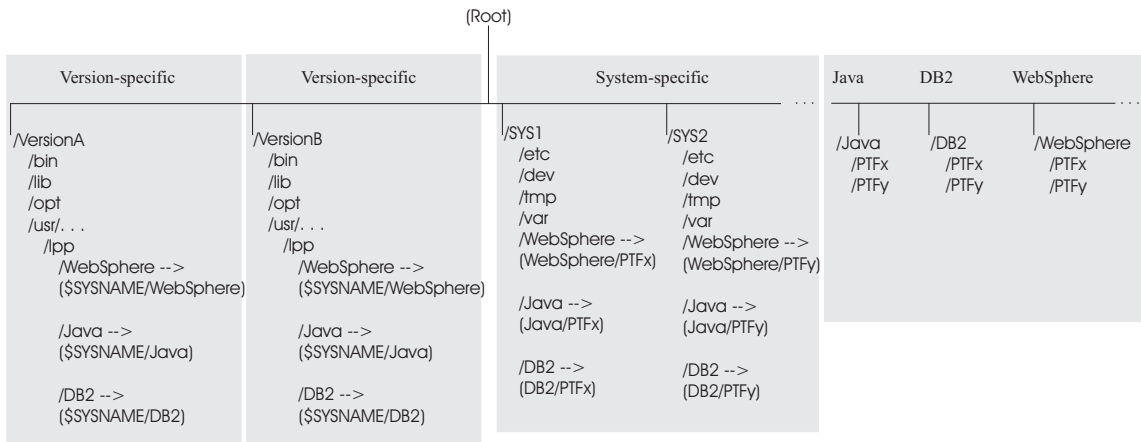 (Root)
Version-specific
/VersionA
/bin
/lib
/opt
/usr/. . .
/lpp
/WebSphere -->
($SYSNAME/WebSphere)
/Java -->
($SYSNAME/Java)
/DB2 -->
($SYSNAME/DB2)
Version-specific
/VersionB
/bin
/lib
/opt
/usr/. . .
/lpp
/WebSphere -->
($SYSNAME/WebSphere)
/Java -->
($SYSNAME/Java)
/DB2 -->
($SYSNAME/DB2)
System-specific
. . .
/SYS1
/etc
/dev
/tmp
/var
/WebSphere -->
(WebSphere/PTFx)
/Java -->
(Java/PTFx)
/DB2 -->
(DB2/PTFx)
/SYS2
/etc
/dev
/tmp
/var
/WebSphere -->
(WebSphere/PTFy)
/Java -->
(Java/PTFy)
/DB2 -->
(DB2/PTFy)
Java DB2 WebSphere
. . .
/Java
/PTFx
/PTFy
/DB2
/PTFx
/PTFy
/WebSphere
/PTFx
/PTFy